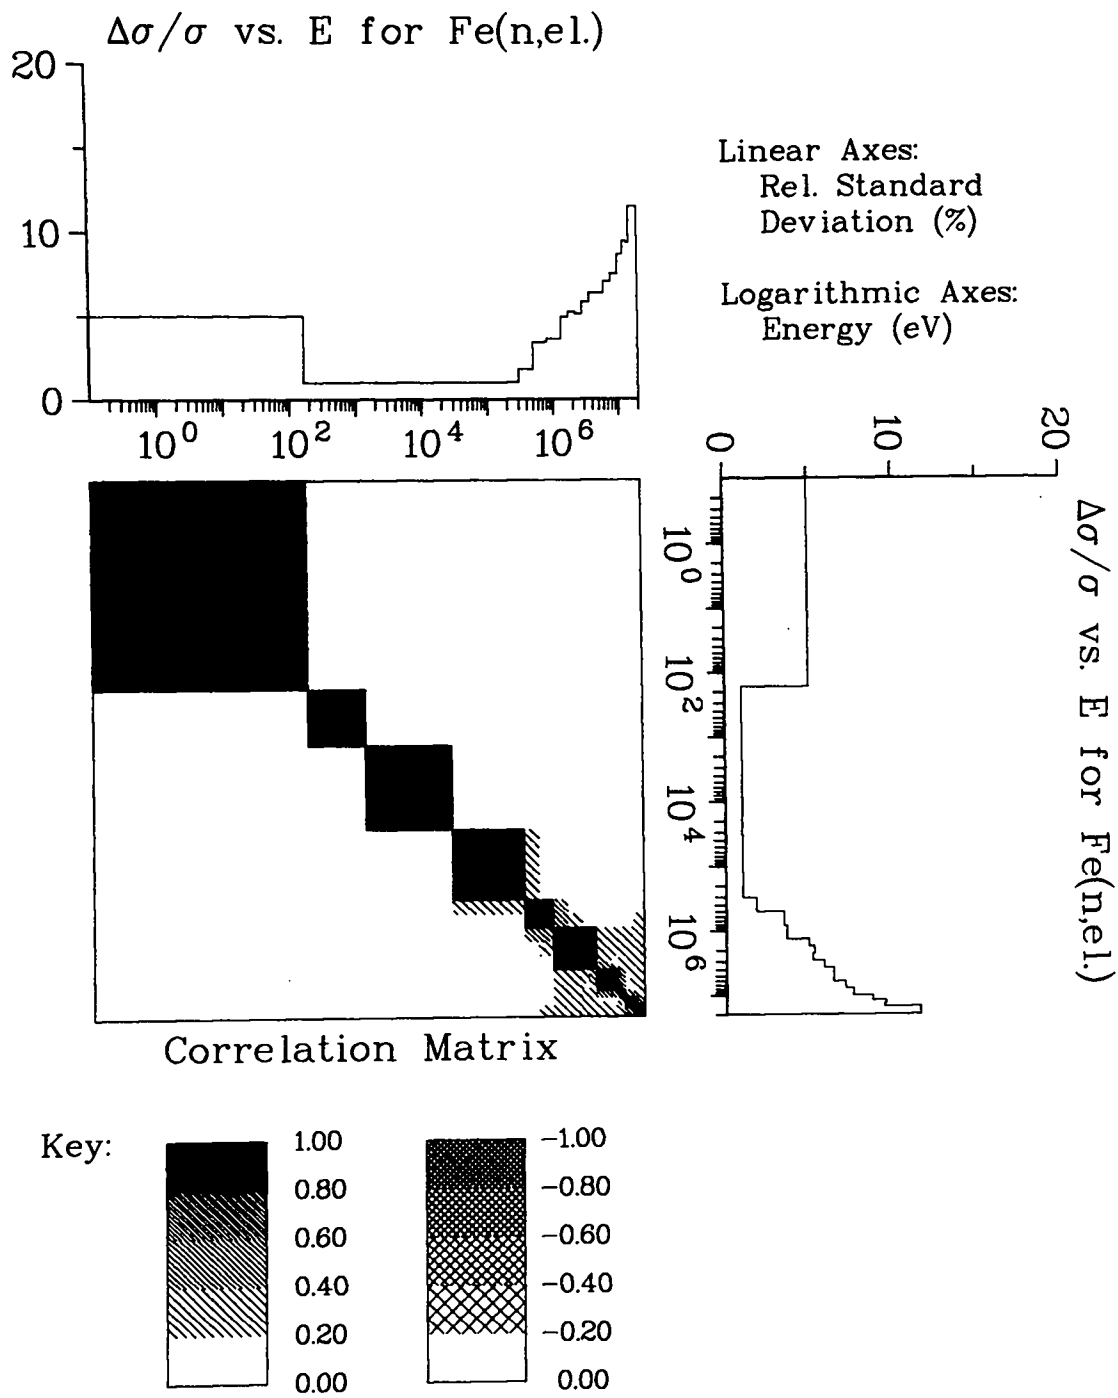 Δσ/σ vs. E for Fe(n,el.)
20
10
0
10^0 10^2 10^4 10^6
Linear Axes:
Rel. Standard
Deviation (%)
Logarithmic Axes:
Energy (eV)
0 10 20
10^0
10^2
10^4
10^6
Δσ/σ vs. E for Fe(n,el.)
Correlation Matrix
Key:
1.00
0.80
0.60
0.40
0.20
0.00
-1.00
-0.80
-0.60
-0.40
-0.20
0.00